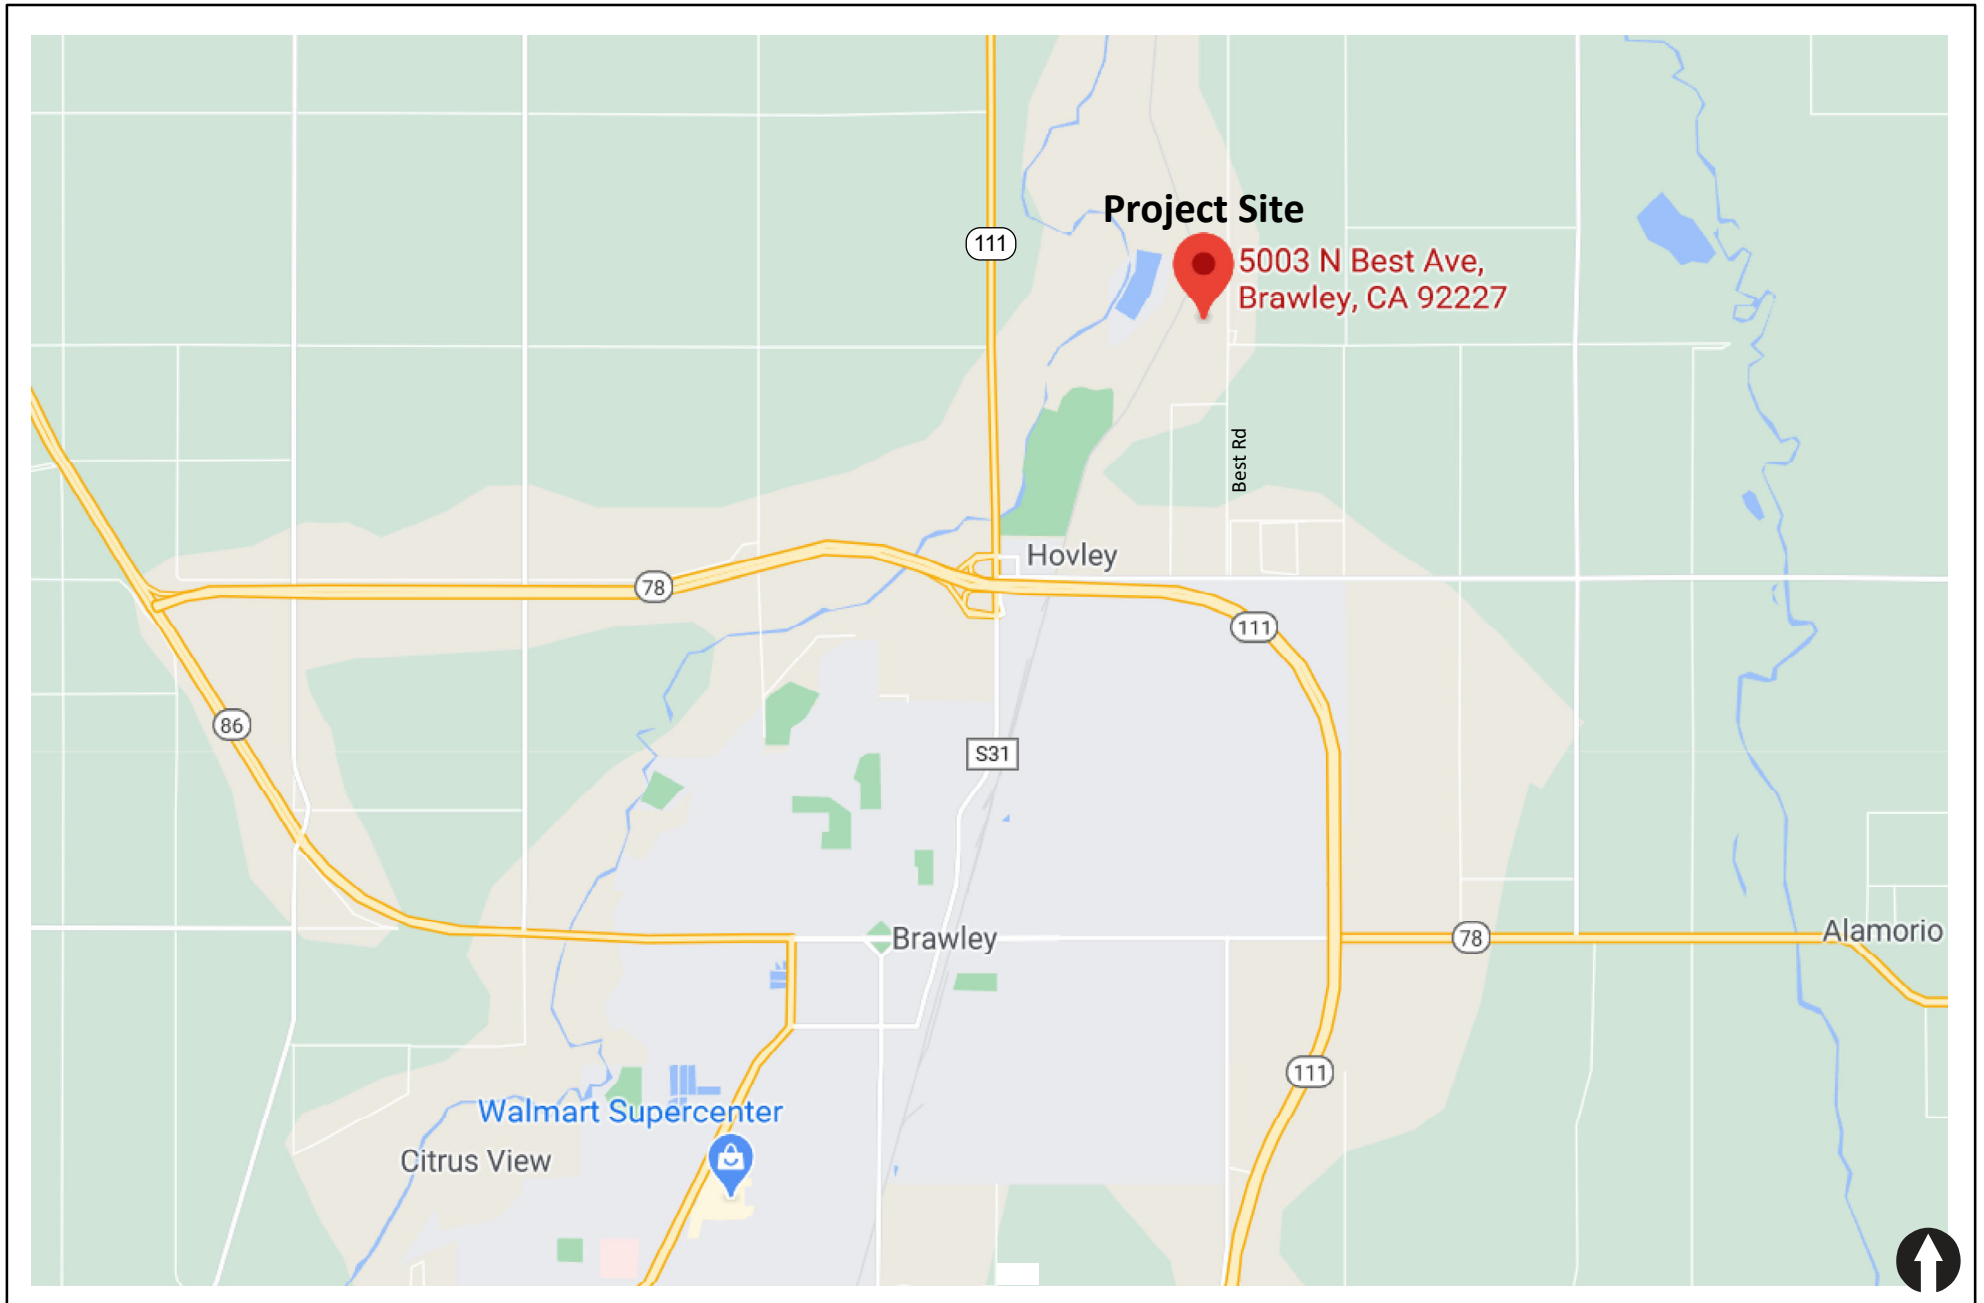 Project Site
111
5003 N Best Ave,
Brawley, CA 92227
Best Rd
Hovley
78
111
86
S31
Brawley
78
Alamorio
111
Walmart Supercenter
Citrus View